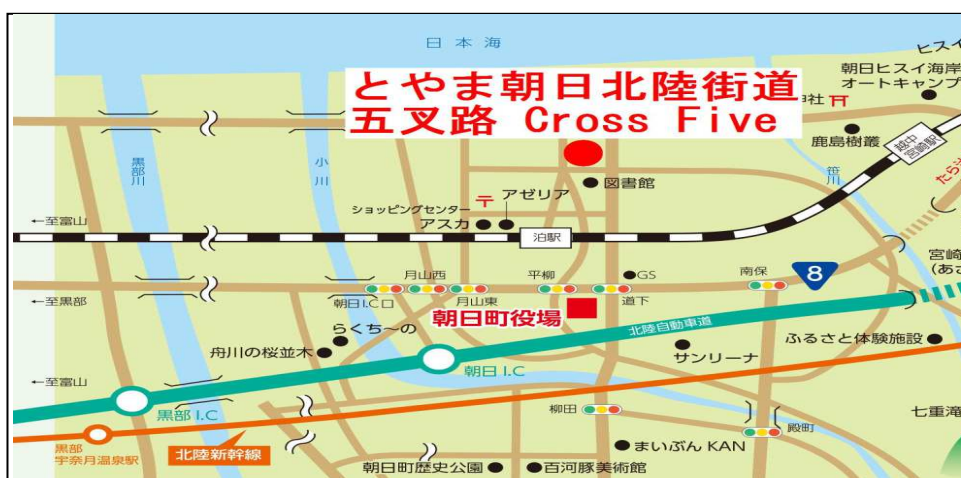 日本海
ヒスイ
とやま朝日北陸街道
五叉路 Cross Five
朝日ヒスイ海岸
オートキャンプ
神社
鹿島樹叢
越中
宮崎駅
黒部川
小川
笹川
図書館
たら
ショッピングセンター
アゼリア
アスカ
←至富山
泊駅
宮崎
(あさ
月山西
平柳
GS
南保
8
←至黒部
朝日I.C口
月山東
道下
朝日町役場
らくち〜の
北陸自動車道
舟川の桜並木
サンリーナ
ふるさと体験施設
朝日I.C
←至富山
黒部I.C
柳田
七重滝
殿町
黒部
宇奈月温泉駅
北陸新幹線
まいぶんKAN
朝日町歴史公園
百河豚美術館